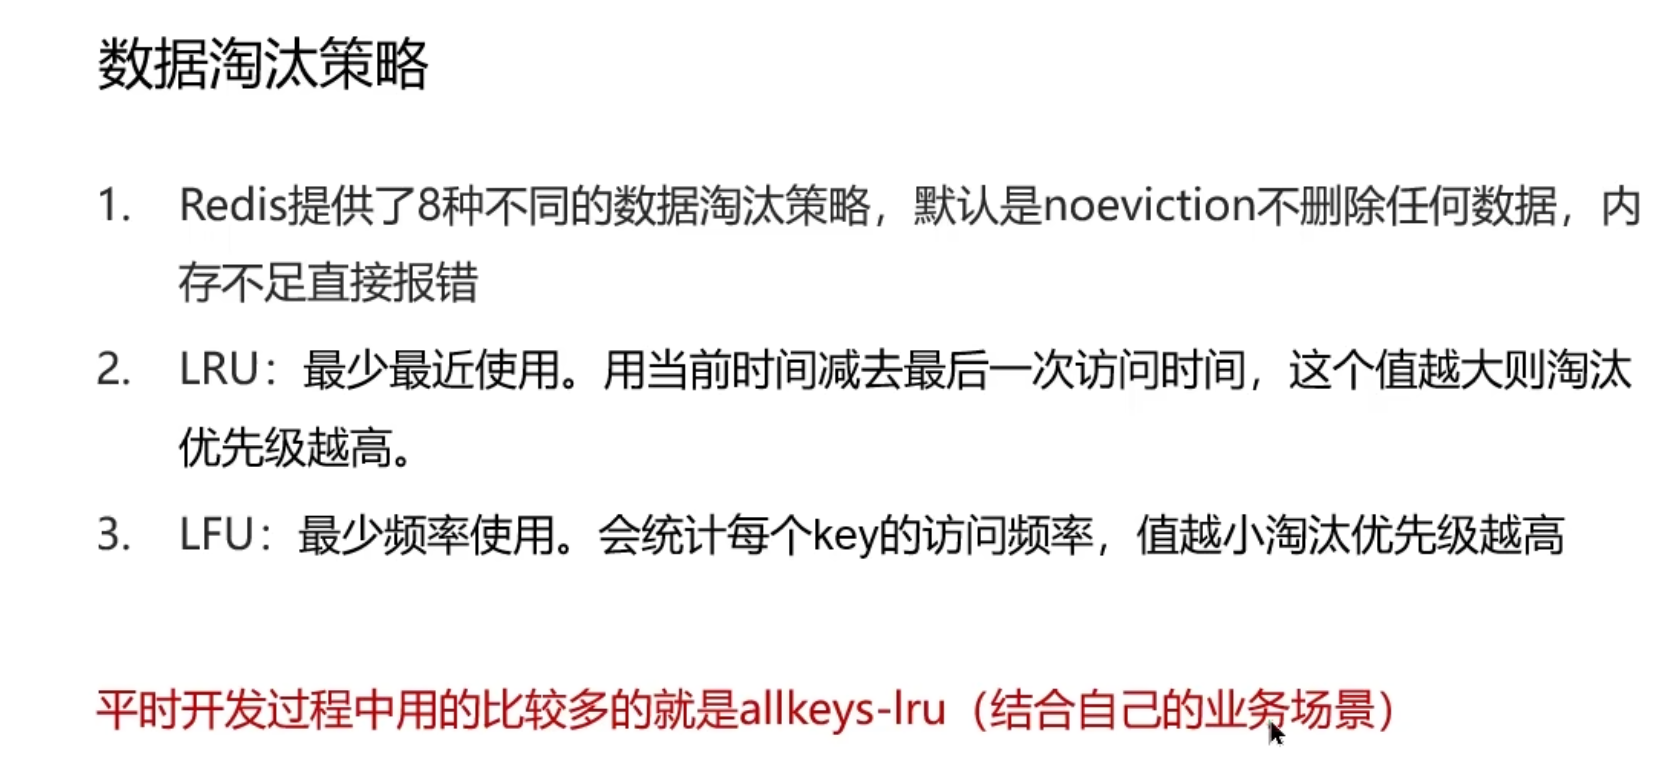 数据淘汰策略
1. Redis提供了8种不同的数据淘汰策略，默认是noeviction不删除任何数据，内
存不足直接报错
2. LRU：最少最近使用。用当前时间减去最后一次访问时间，这个值越大则淘汰
优先级越高。
3. LFU：最少频率使用。会统计每个key的访问频率，值越小淘汰优先级越高
平时开发过程中用的比较多的就是allkeys-lru（结合自己的业务场景）